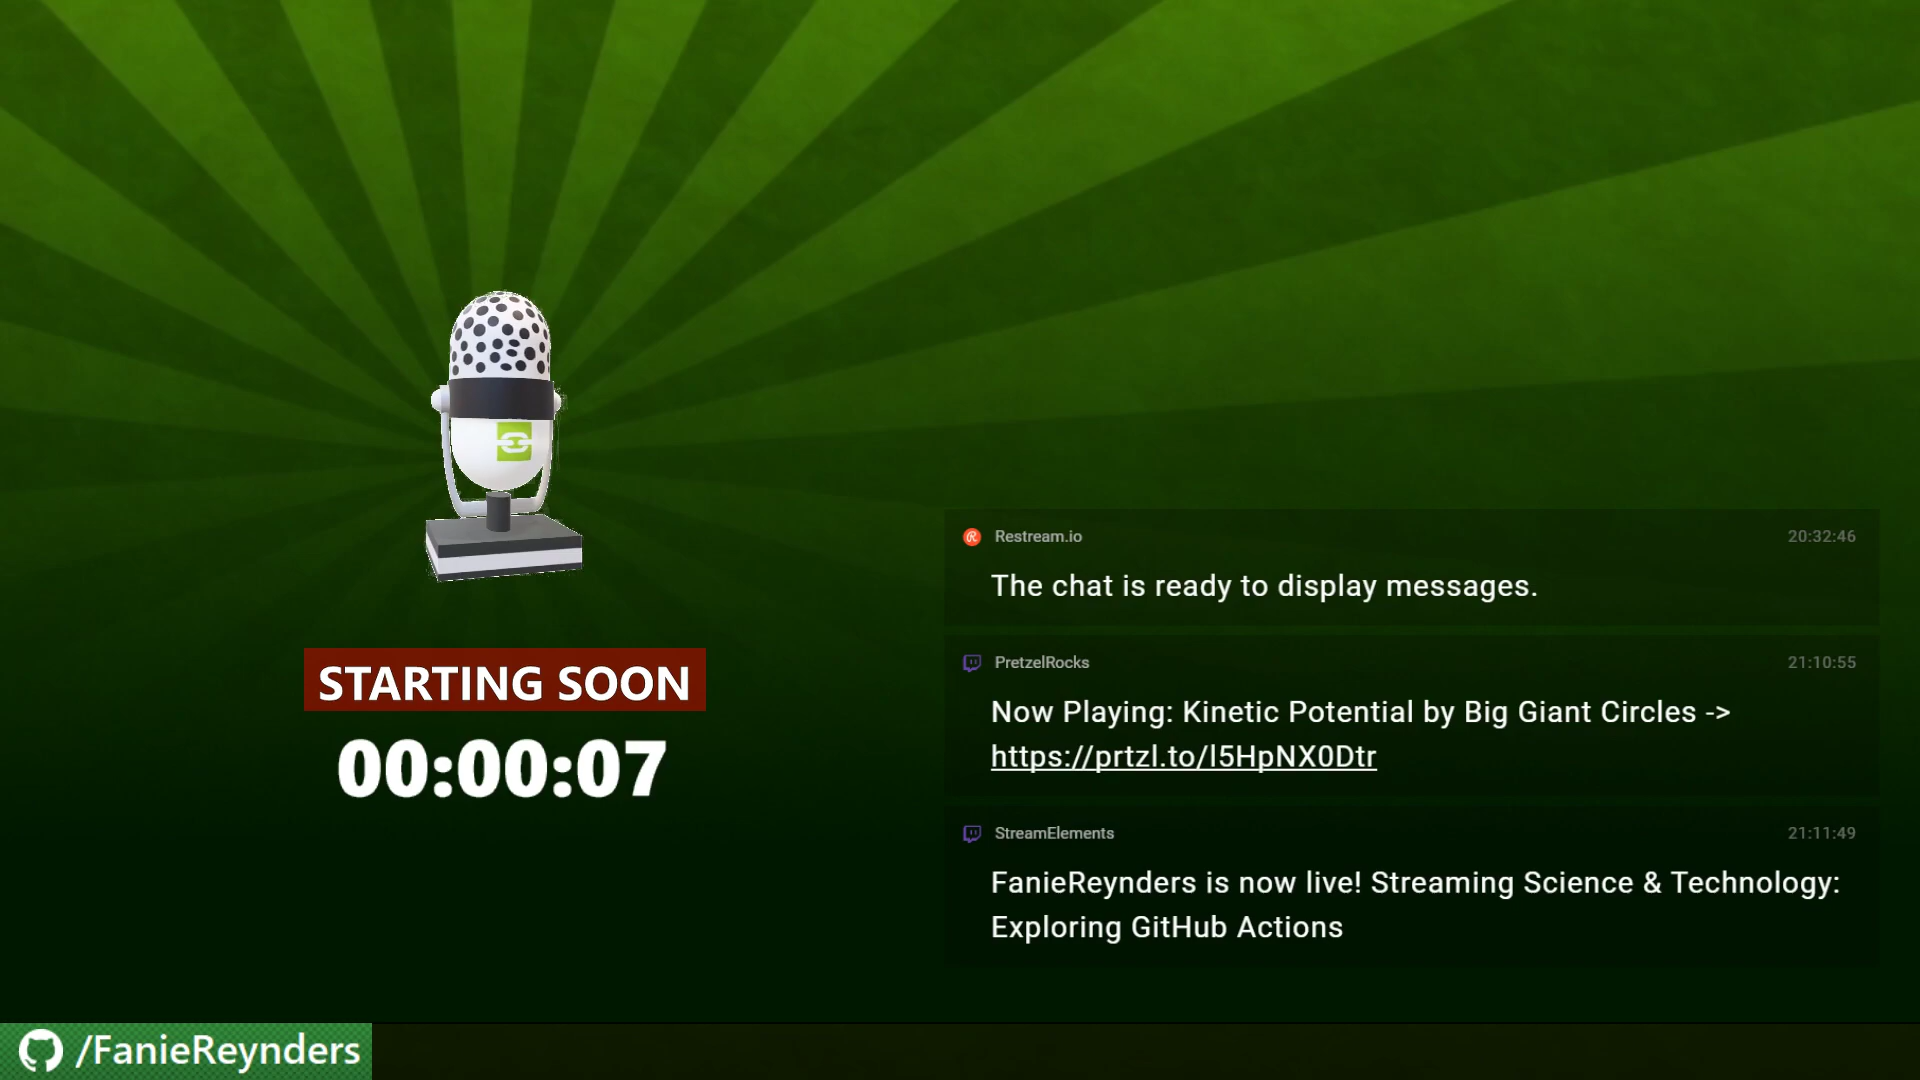 STARTING SOON
00:00:07
Restream.io 20:32:46
The chat is ready to display messages.
PretzelRocks 21:10:55
Now Playing: Kinetic Potential by Big Giant Circles ->
https://prtzl.to/l5HpNX0Dtr
StreamElements 21:11:49
FanieReynders is now live! Streaming Science & Technology:
Exploring GitHub Actions
/FanieReynders